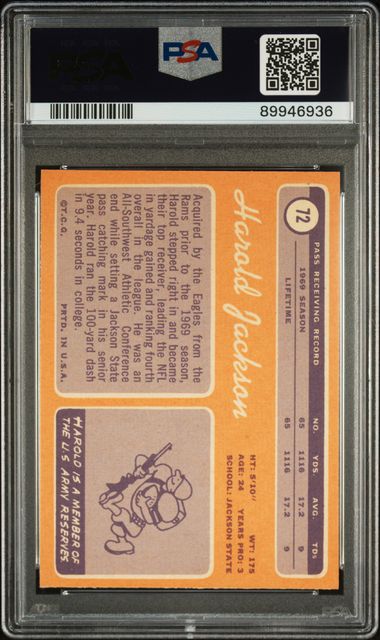 PSA
PSA
89946936
72
PASS RECEIVING RECORD
NO. YDS. AVG. TDs
1969 SEASON 65 1116 17.2 9
LIFETIME 65 1116 17.2 9
Harold Jackson
HT: 5'10" WT: 175
AGE: 24 YEARS PRO: 3
SCHOOL: JACKSON STATE
Acquired by the Eagles from the
Rams prior to the 1969 season,
Harold stepped right in and became
their top receiver, leading the NFL
in yardage gained and ranking fourth
overall in the league. He was an
All-Southwest Athletic Conference
end while setting a Jackson State
pass catching mark in his senior
year. Harold ran the 100-yard dash
in 9.4 seconds in college.
©T.C.G. PRTD. IN U.S.A.
HAROLD IS A MEMBER OF
THE U.S. ARMY RESERVES.